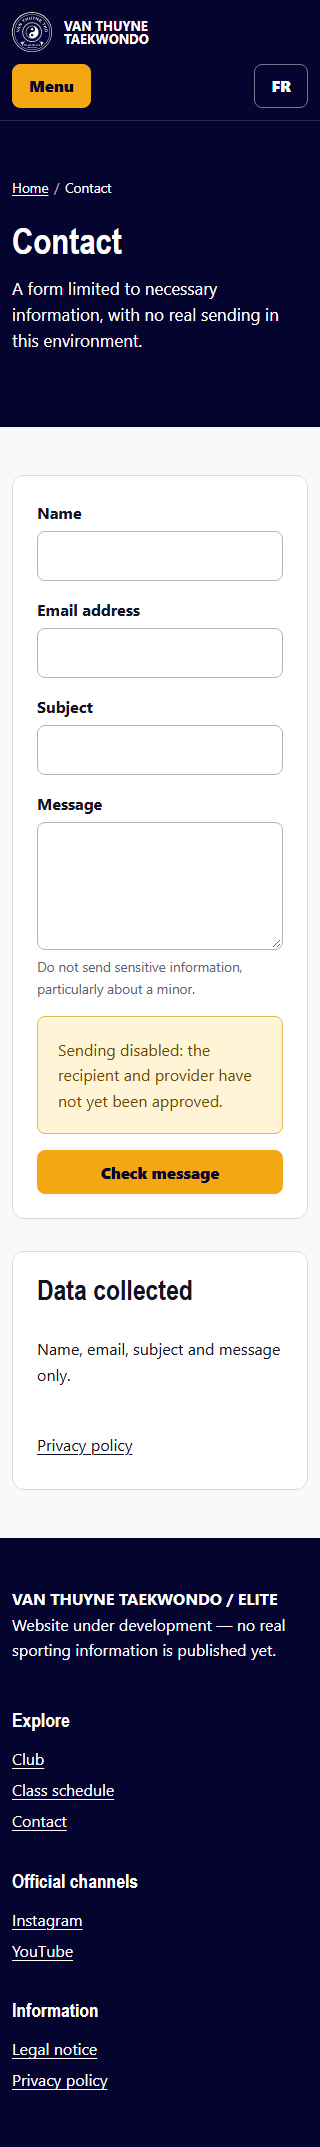 VAN THUYNE
TAEKWONDO
Menu
FR
Home / Contact
Contact
A form limited to necessary
information, with no real sending in
this environment.
Name
Email address
Subject
Message
Do not send sensitive information,
particularly about a minor.
Sending disabled: the
recipient and provider have
not yet been approved.
Check message
Data collected
Name, email, subject and message
only.
Privacy policy
VAN THUYNE TAEKWONDO / ELITE
Website under development — no real
sporting information is published yet.
Explore
Club
Class schedule
Contact
Official channels
Instagram
YouTube
Information
Legal notice
Privacy policy